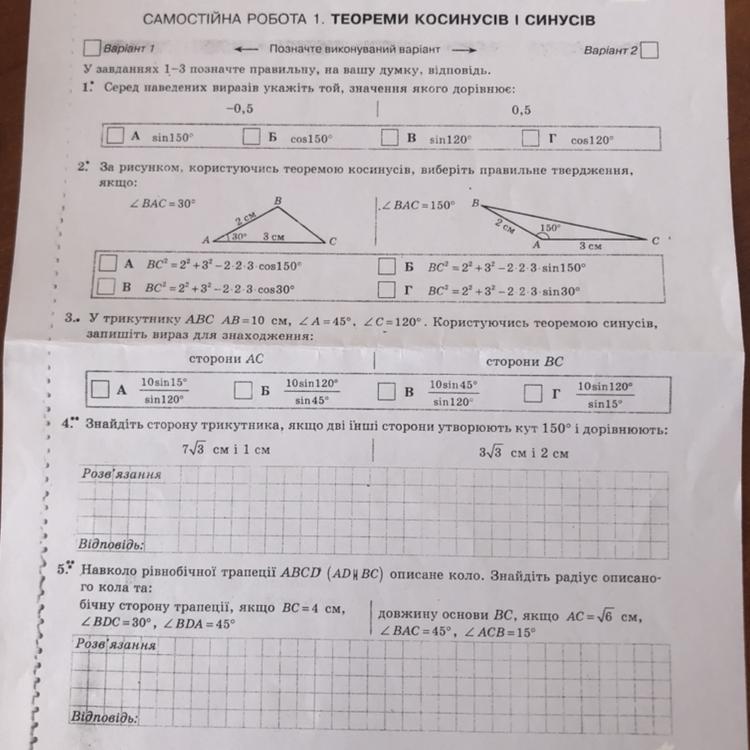 САМОСТІЙНА РОБОТА 1. ТЕОРЕМИ КОСИНУСІВ І СИНУСІВ
Варіант 1 ← Позначте виконуваний варіант → Варіант 2
У завданнях 1–3 позначте правильну, на вашу думку, відповідь.
1.• Серед наведених виразів укажіть той, значення якого дорівнює:
–0,5 | 0,5
А sin150° Б cos150° В sin120° Г cos120°
2.• За рисунком, користуючись теоремою косинусів, виберіть правильне твердження,
якщо:
∠BAC=30° B 2 см A 30° 3 см C | ∠BAC=150° B 2 см 150° A 3 см C
А BC²=2²+3²–2·2·3·cos150° Б BC²=2²+3²–2·2·3·sin150°
В BC²=2²+3²–2·2·3·cos30° Г BC²=2²+3²–2 2·3·sin30°
3.• У трикутнику ABC AB=10 см, ∠A=45°, ∠C=120°. Користуючись теоремою синусів,
запишіть вираз для знаходження:
сторони AC | сторони BC
А 10sin15°/sin120° Б 10sin120°/sin45° В 10sin45°/sin120° Г 10sin120°/sin15°
4.•• Знайдіть сторону трикутника, якщо дві інші сторони утворюють кут 150° і дорівнюють:
7√3 см і 1 см | 3√3 см і 2 см
Розв'язання
Відповідь:
5.•• Навколо рівнобічної трапеції ABCD (AD∥BC) описане коло. Знайдіть радіус описано-
го кола та:
бічну сторону трапеції, якщо BC=4 см,
∠BDC=30°, ∠BDA=45°
довжину основи BC, якщо AC=√6 см,
∠BAC=45°, ∠ACB=15°
Розв'язання
Відповідь: